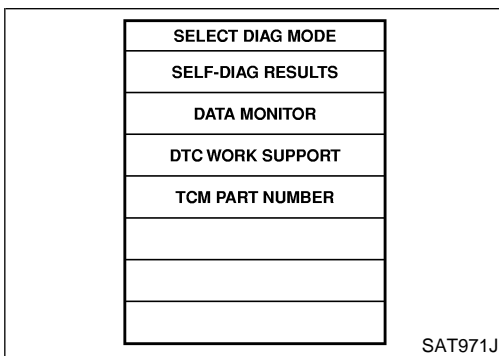 SELECT DIAG MODE
SELF-DIAG RESULTS
DATA MONITOR
DTC WORK SUPPORT
TCM PART NUMBER
SAT971J